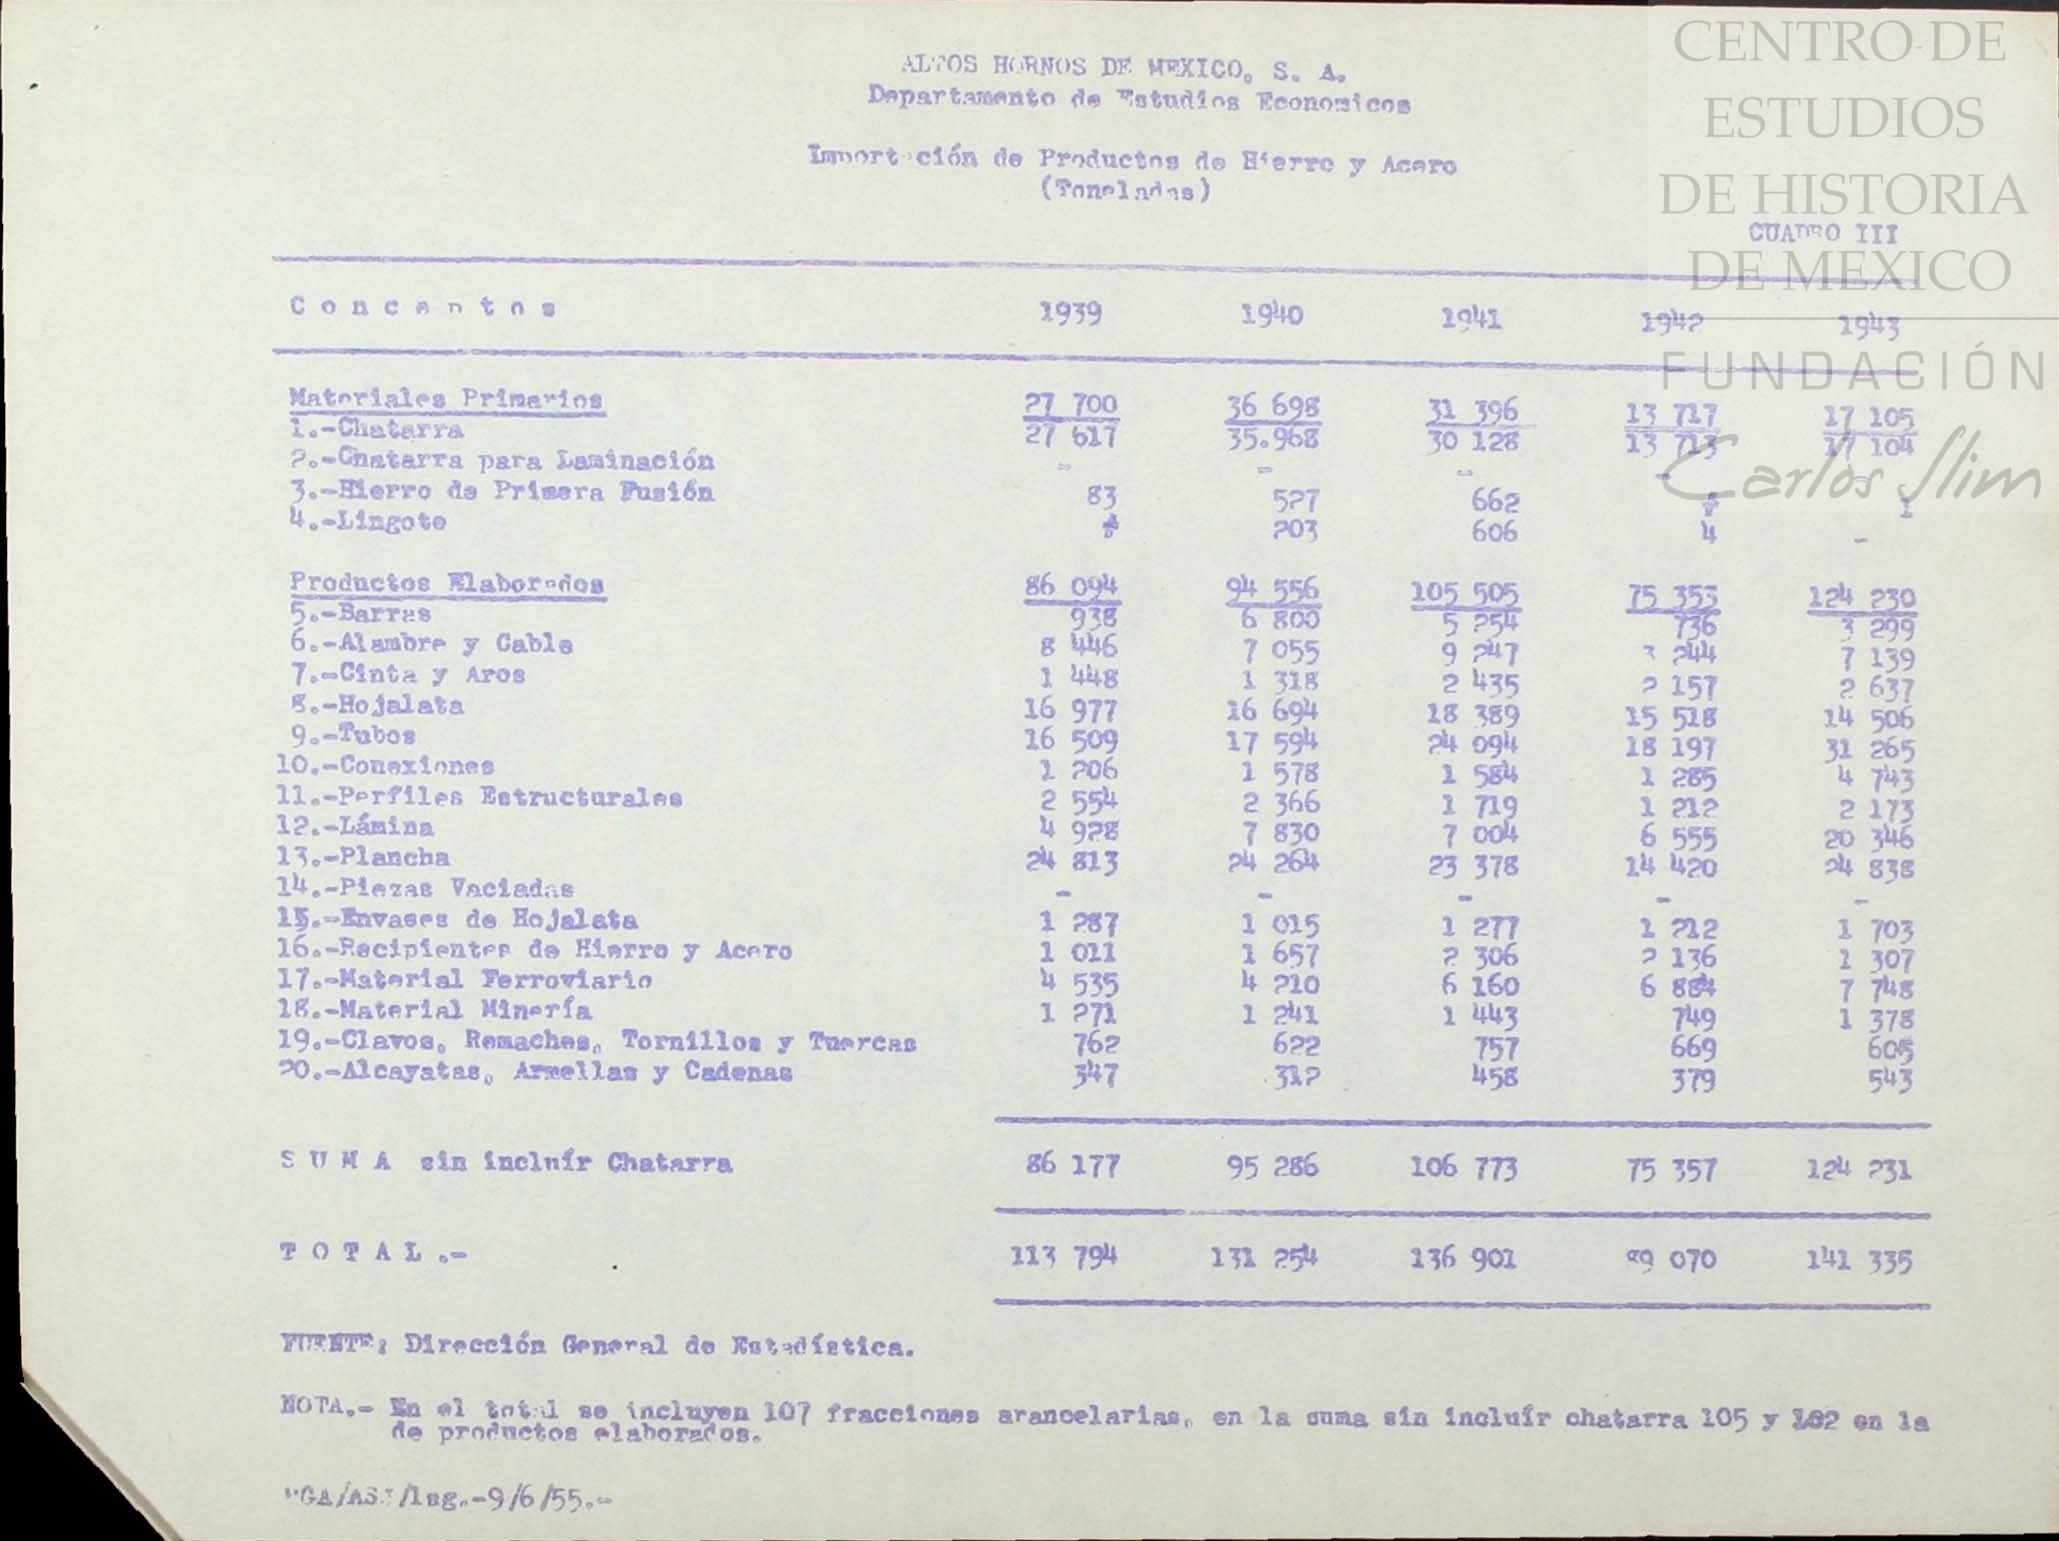 CENTRO DE
ESTUDIOS
DE HISTORIA
DE MEXICO
FUNDACIÓN
Carlos Slim
ALTOS HORNOS DE MEXICO, S. A.
Departamento de Estudios Economicos
Importación de Productos de Hierro y Acero
(Toneladas)
CUADRO III
Conceptos 1939 1940 1941 1942 1943
Materiales Primarios 27 700 36 698 31 396 13 717 17 105
1.-Chatarra 27 617 35.968 30 128 13 713 17 104
2.-Chatarra para Laminación - - - - -
3.-Hierro de Primera Fusión 83 527 662 - 1
4.-Lingote - 203 606 4 -
Productos Elaborados 86 094 94 556 105 505 75 353 124 230
5.-Barras 938 6 800 5 254 736 3 299
6.-Alambre y Cable 8 446 7 055 9 247 3 244 7 139
7.-Cinta y Aros 1 448 1 318 2 435 2 157 2 637
8.-Hojalata 16 977 16 694 18 389 15 518 14 506
9.-Tubos 16 509 17 594 24 094 18 197 31 265
10.-Conexiones 1 206 1 578 1 584 1 285 4 743
11.-Perfiles Estructurales 2 554 2 366 1 719 1 212 2 173
12.-Lámina 4 928 7 830 7 004 6 555 20 346
13.-Plancha 24 813 24 264 23 378 14 420 24 838
14.-Piezas Vaciadas - - - - -
15.-Envases de Hojalata 1 287 1 015 1 277 1 212 1 703
16.-Recipientes de Hierro y Acero 1 011 1 657 2 306 2 136 1 307
17.-Material Ferroviario 4 535 4 210 6 160 6 884 7 748
18.-Material Minería 1 271 1 241 1 443 749 1 378
19.-Clavos, Remaches, Tornillos y Tuercas 762 622 757 669 605
20.-Alcayatas, Armellas y Cadenas 347 312 458 379 543
SUMA sin incluír Chatarra 86 177 95 286 106 773 75 357 124 231
TOTAL.- 113 794 131 254 136 901 89 070 141 335
FUENTE: Dirección General de Estadística.
NOTA.- En el total se incluyen 107 fracciones arancelarias, en la suma sin incluír chatarra 105 y 102 en la
de productos elaborados.
/lsg.-9/6/55.-